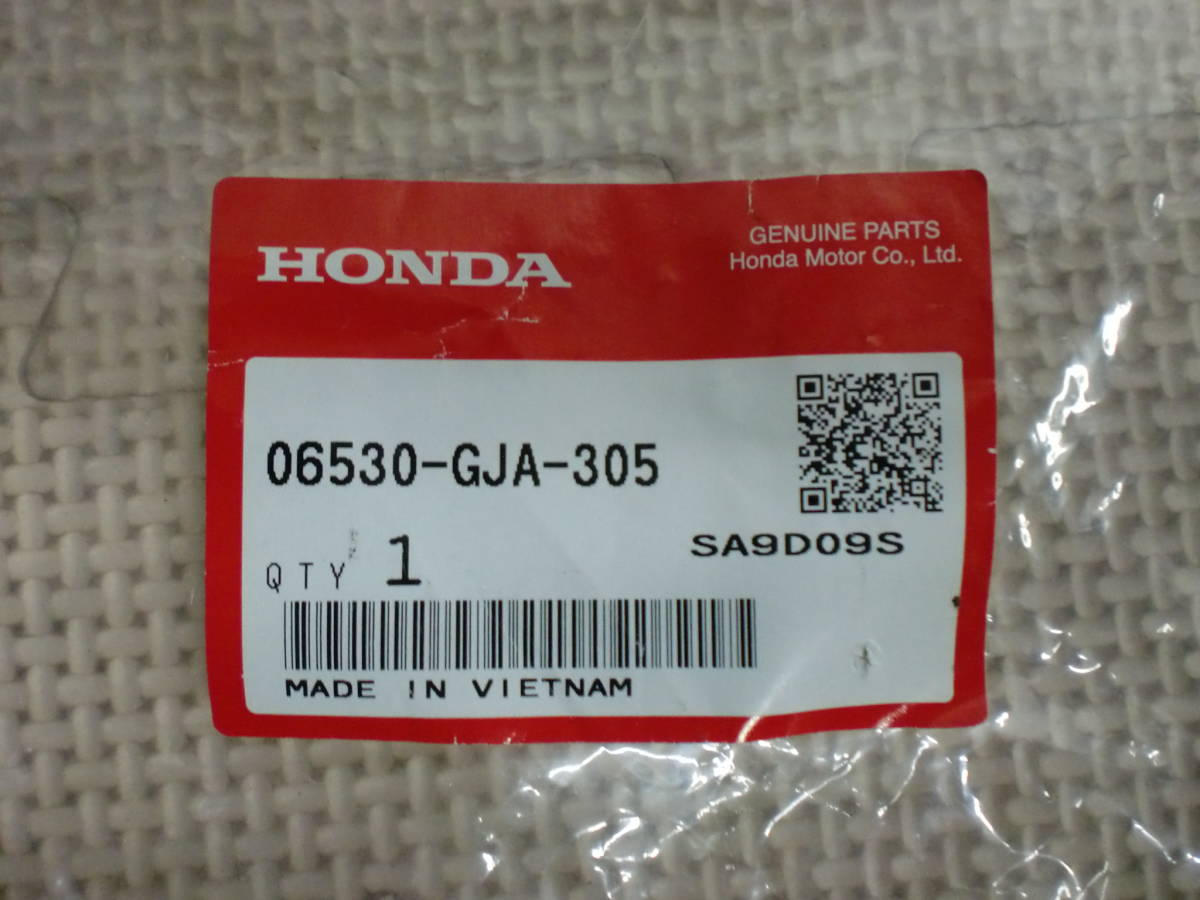 HONDA
GENUINE PARTS
Honda Motor Co., Ltd.
06530-GJA-305
SA9D09S
QTY 1
MADE IN VIETNAM